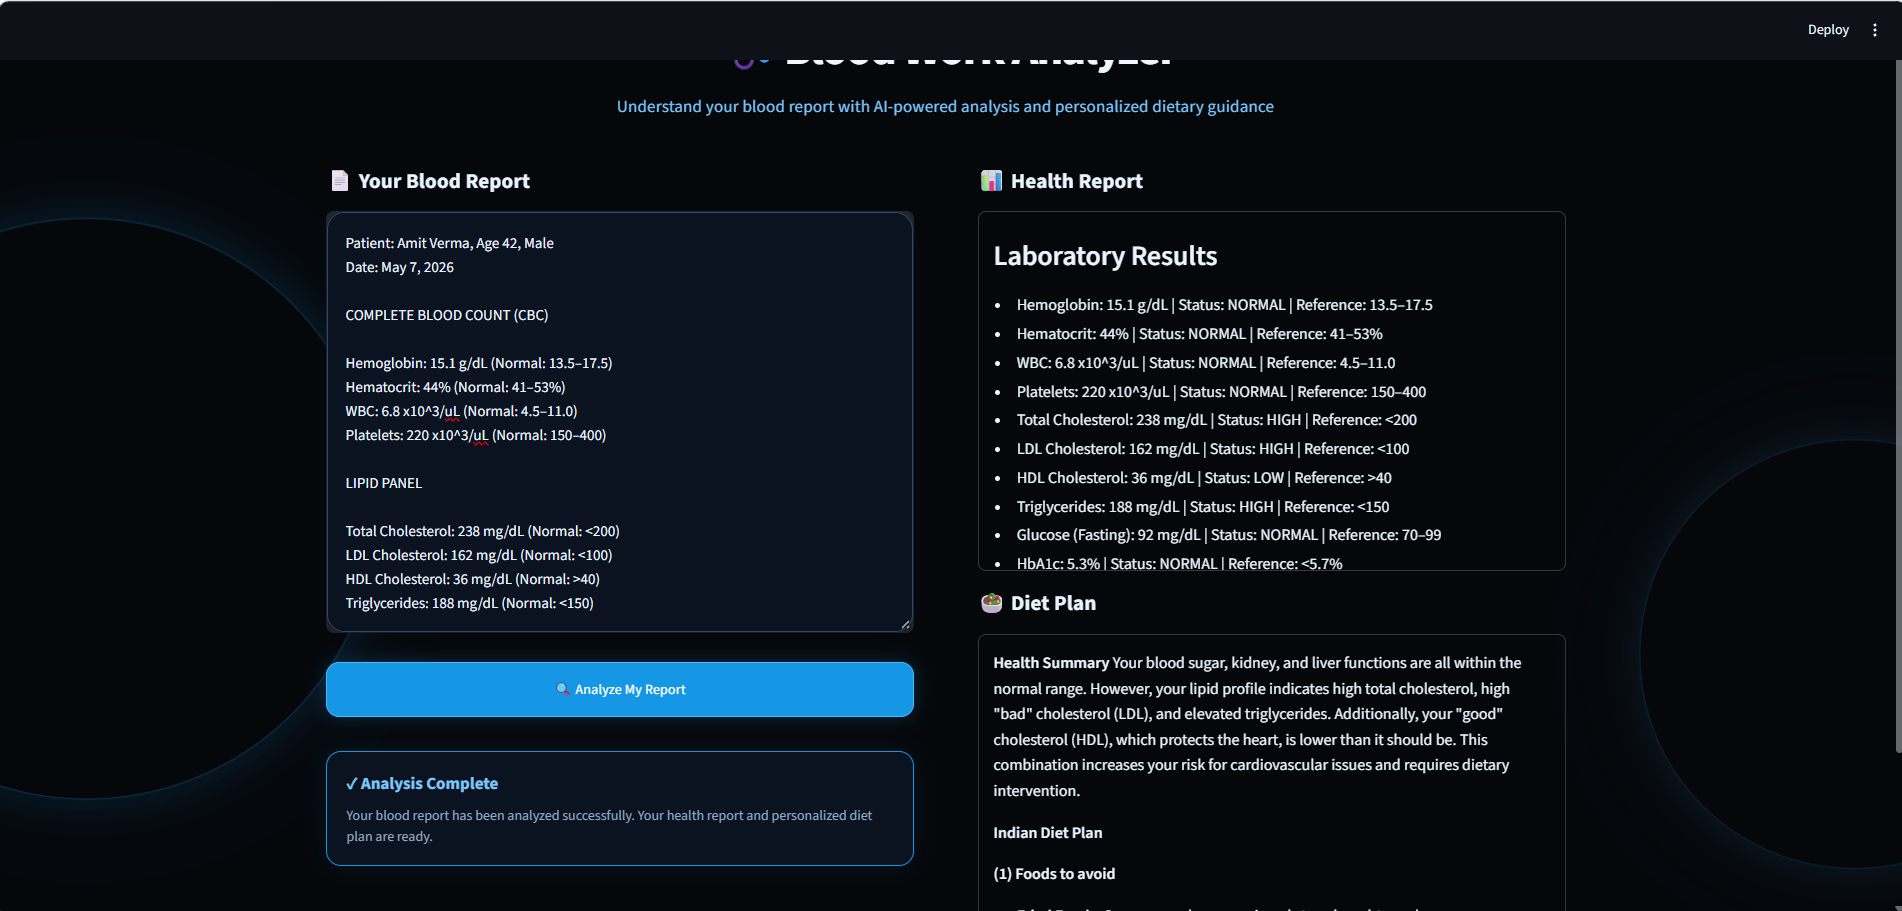 Deploy
Blood Work Analyzer
Understand your blood report with AI-powered analysis and personalized dietary guidance
Your Blood Report
Patient: Amit Verma, Age 42, Male
Date: May 7, 2026
COMPLETE BLOOD COUNT (CBC)
Hemoglobin: 15.1 g/dL (Normal: 13.5–17.5)
Hematocrit: 44% (Normal: 41–53%)
WBC: 6.8 x10^3/uL (Normal: 4.5–11.0)
Platelets: 220 x10^3/uL (Normal: 150–400)
LIPID PANEL
Total Cholesterol: 238 mg/dL (Normal: <200)
LDL Cholesterol: 162 mg/dL (Normal: <100)
HDL Cholesterol: 36 mg/dL (Normal: >40)
Triglycerides: 188 mg/dL (Normal: <150)
Analyze My Report
✓ Analysis Complete
Your blood report has been analyzed successfully. Your health report and personalized diet
plan are ready.
Health Report
Laboratory Results
• Hemoglobin: 15.1 g/dL | Status: NORMAL | Reference: 13.5–17.5
• Hematocrit: 44% | Status: NORMAL | Reference: 41–53%
• WBC: 6.8 x10^3/uL | Status: NORMAL | Reference: 4.5–11.0
• Platelets: 220 x10^3/uL | Status: NORMAL | Reference: 150–400
• Total Cholesterol: 238 mg/dL | Status: HIGH | Reference: <200
• LDL Cholesterol: 162 mg/dL | Status: HIGH | Reference: <100
• HDL Cholesterol: 36 mg/dL | Status: LOW | Reference: >40
• Triglycerides: 188 mg/dL | Status: HIGH | Reference: <150
• Glucose (Fasting): 92 mg/dL | Status: NORMAL | Reference: 70–99
• HbA1c: 5.3% | Status: NORMAL | Reference: <5.7%
Diet Plan
Health Summary Your blood sugar, kidney, and liver functions are all within the
normal range. However, your lipid profile indicates high total cholesterol, high
"bad" cholesterol (LDL), and elevated triglycerides. Additionally, your "good"
cholesterol (HDL), which protects the heart, is lower than it should be. This
combination increases your risk for cardiovascular issues and requires dietary
intervention.
Indian Diet Plan
(1) Foods to avoid